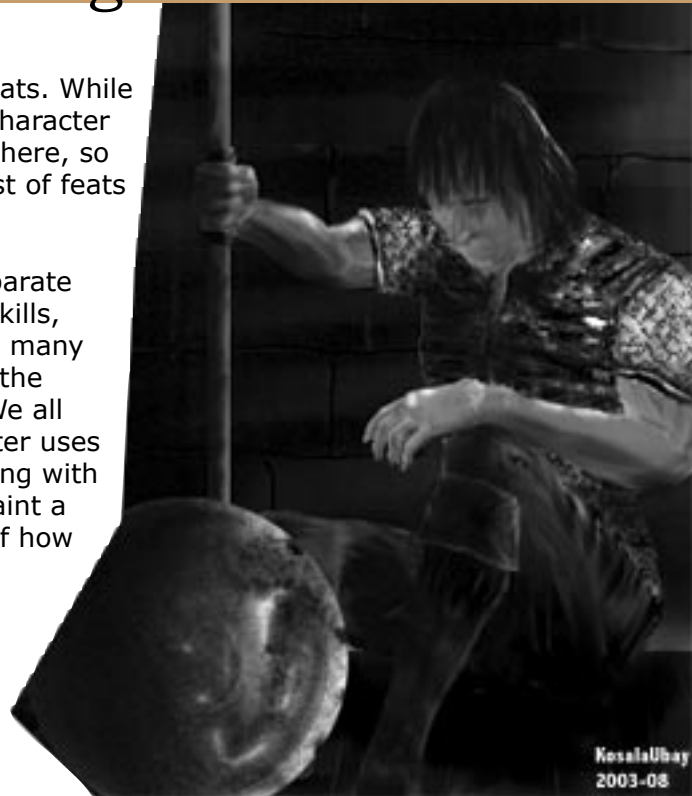 g
ats. While
haracter
here, so
st of feats
parate
kills,
many
the
We all
ter uses
ng with
aint a
f how
KosalaUbay
2003-08